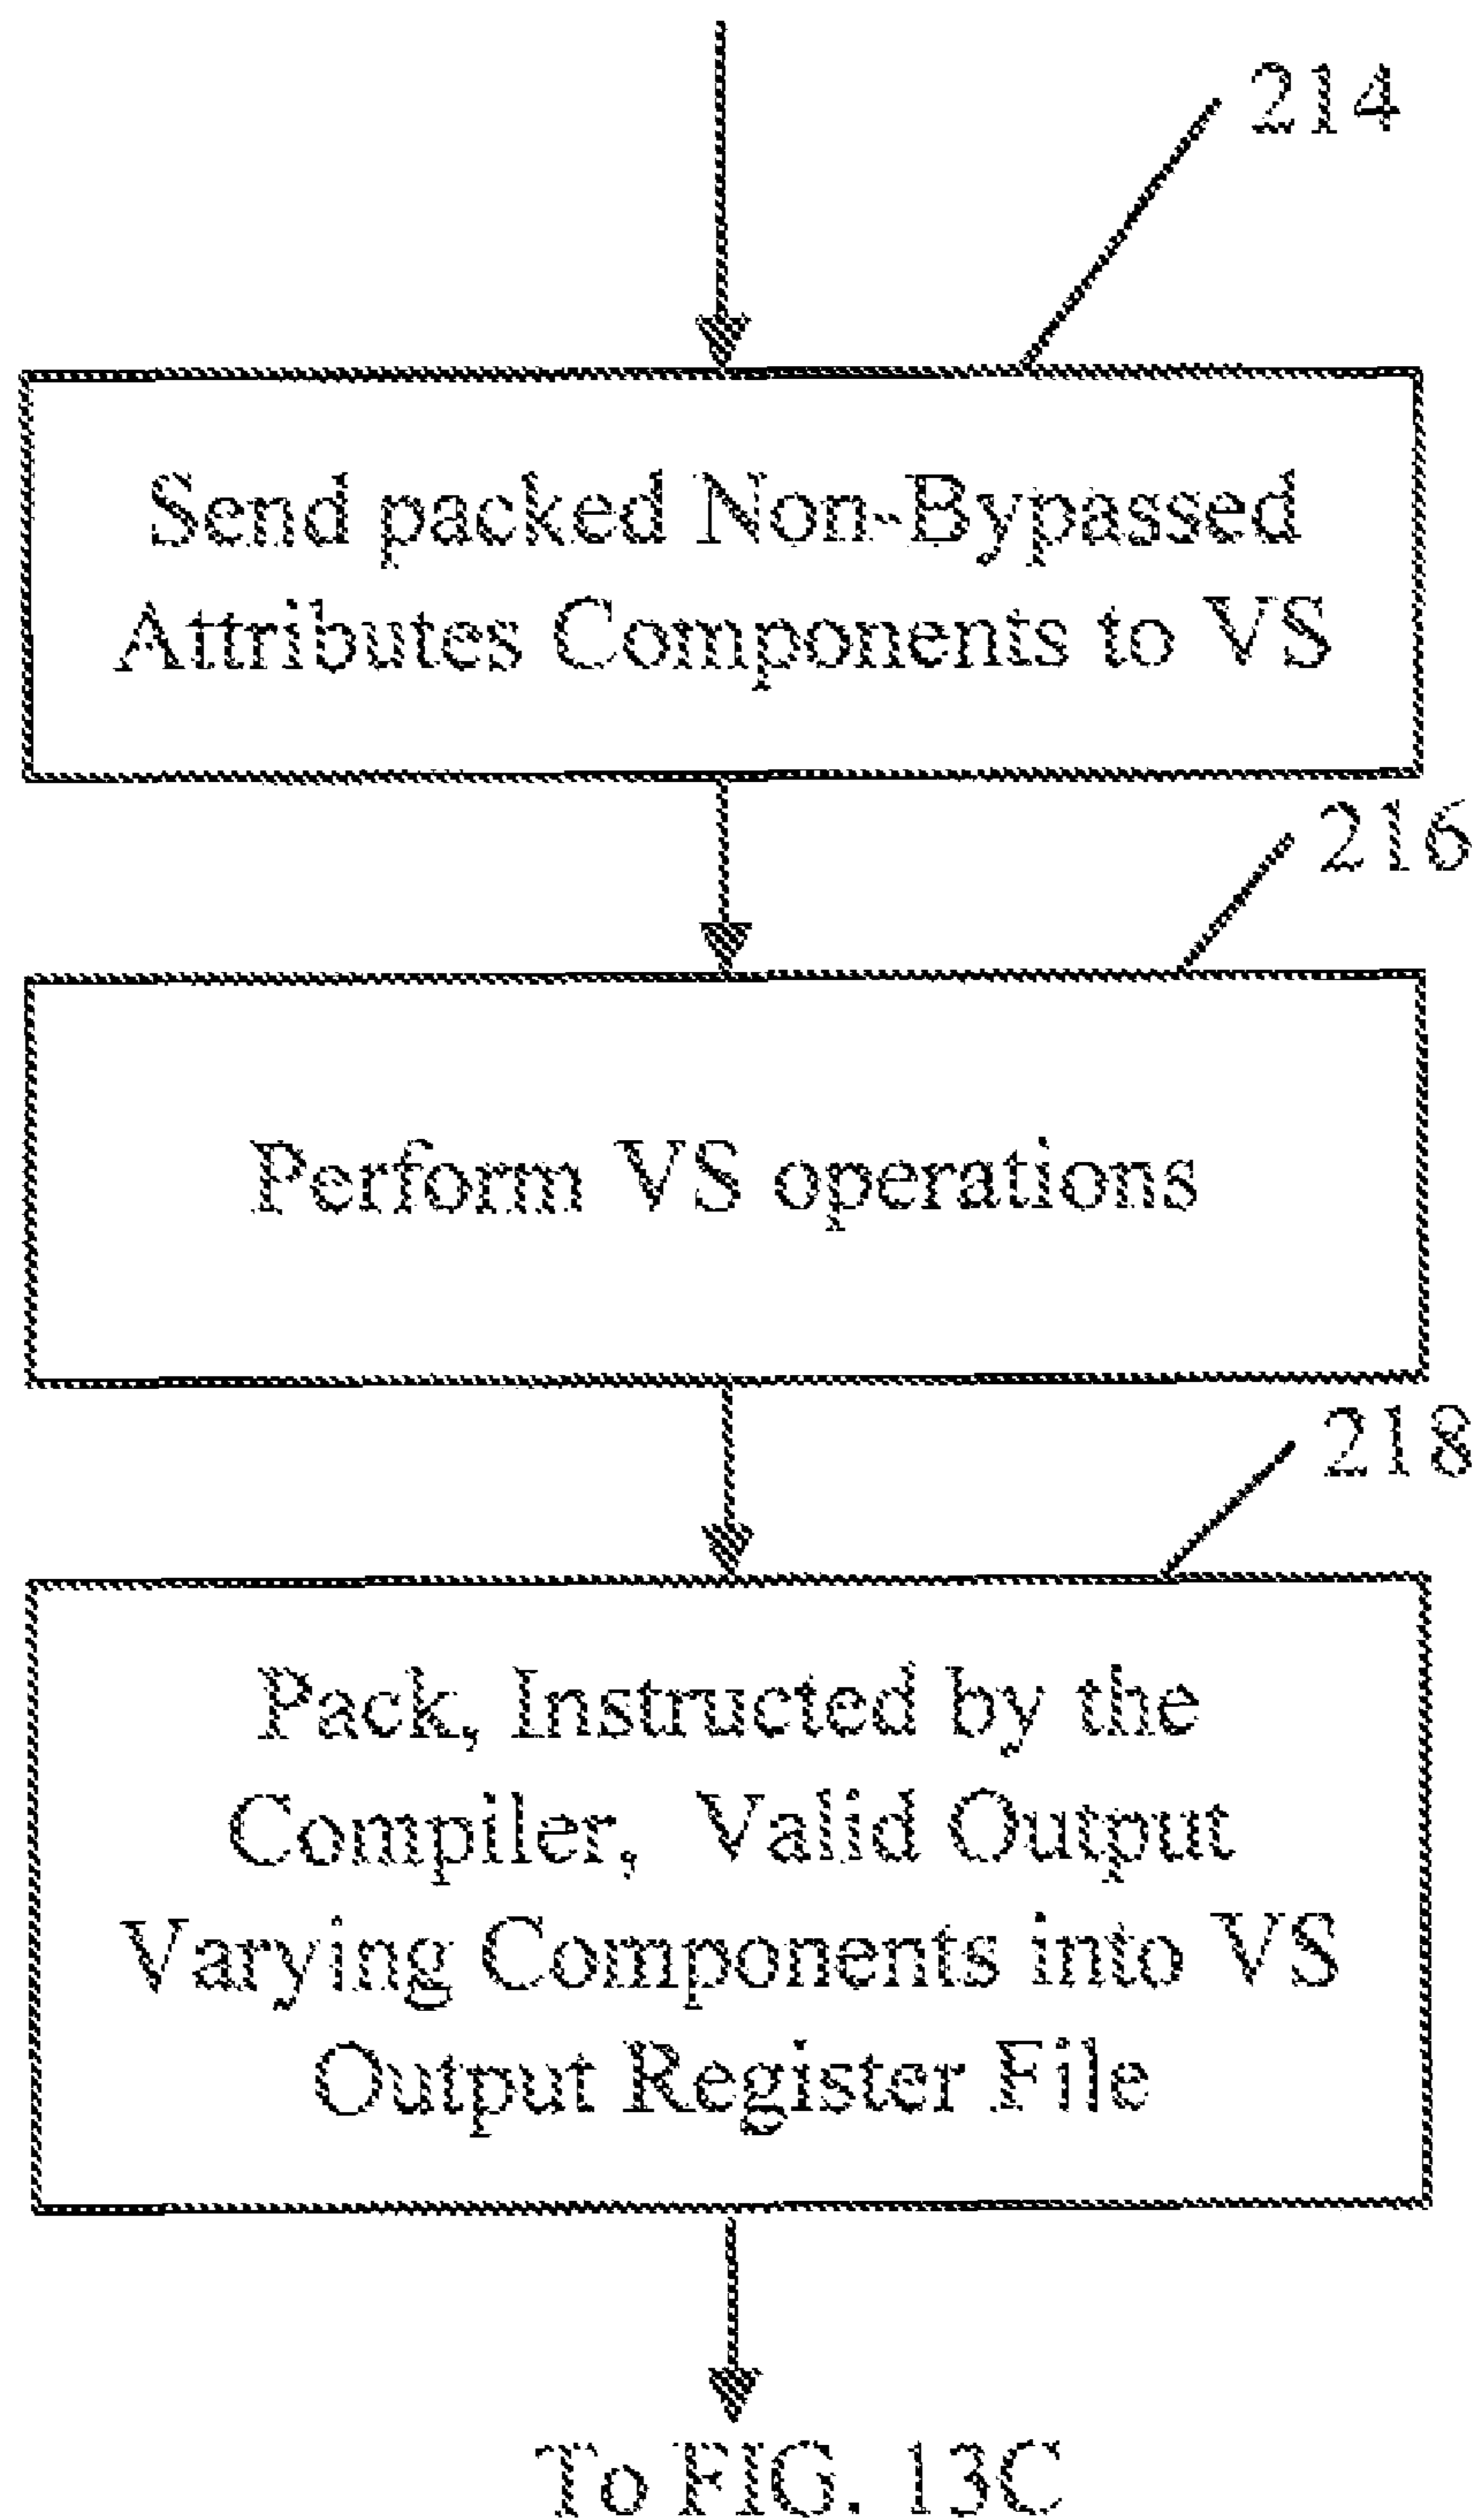 214
Send packed Non-Bypassed
Attributes Components to VS
216
Perform VS operations
218
Pack, Instructed by the
Compiler, Valid Output
Varying Components into VS
Output Register File
To FIG. 13C